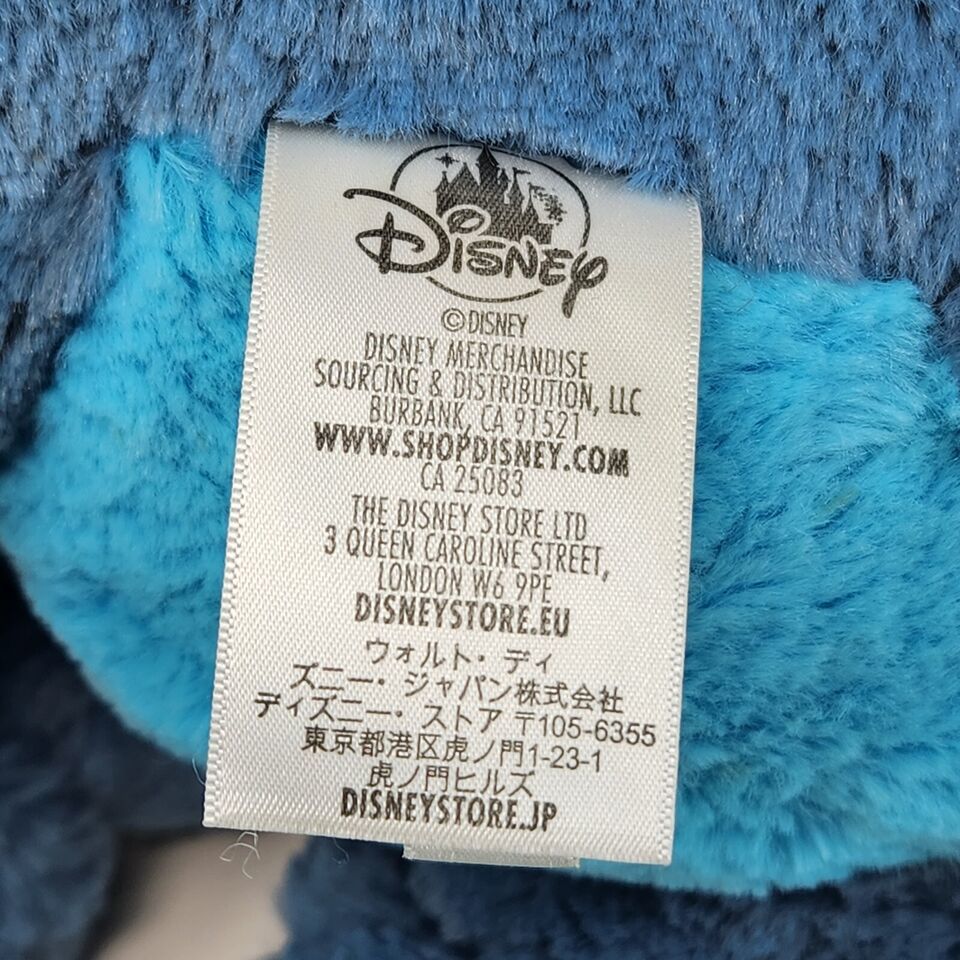 Disney
© DISNEY
DISNEY MERCHANDISE
SOURCING & DISTRIBUTION, LLC
BURBANK, CA 91521
WWW.SHOPDISNEY.COM
CA 25083
THE DISNEY STORE LTD
3 QUEEN CAROLINE STREET,
LONDON W6 9PE
DISNEYSTORE.EU
ウォルト・ディ
ズニー・ジャパン株式会社
ディズニー・ストア 〒105-6355
東京都港区虎ノ門1-23-1
虎ノ門ヒルズ
DISNEYSTORE.JP